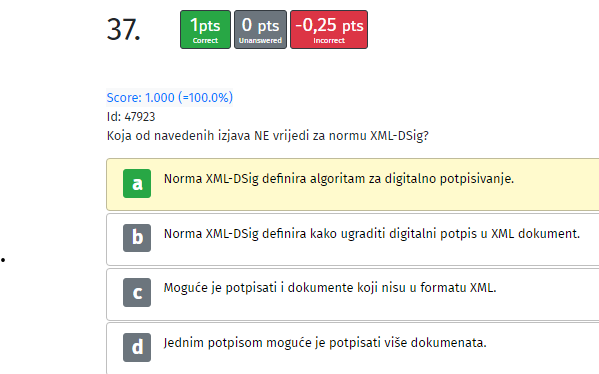 37.
1pts
Correct
0 pts
Unanswered
-0,25 pts
Incorrect
Score: 1.000 (=100.0%)
Id: 47923
Koja od navedenih izjava NE vrijedi za normu XML-DSig?
a Norma XML-DSig definira algoritam za digitalno potpisivanje.
b Norma XML-DSig definira kako ugraditi digitalni potpis u XML dokument.
c Moguće je potpisati i dokumente koji nisu u formatu XML.
d Jednim potpisom moguće je potpisati više dokumenata.